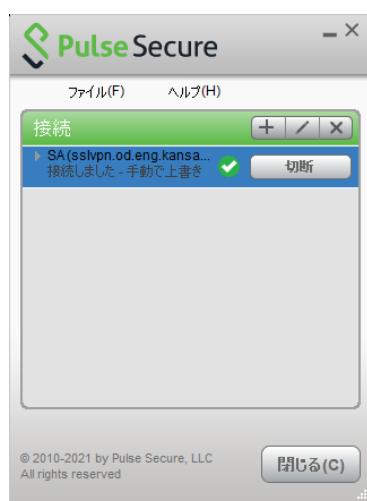 Pulse Secure
ファイル(F) ヘルプ(H)
接続
SA (sslvpn.od.eng.kansa...
接続しました - 手動で上書き
切断
© 2010-2021 by Pulse Secure, LLC
All rights reserved
閉じる(C)